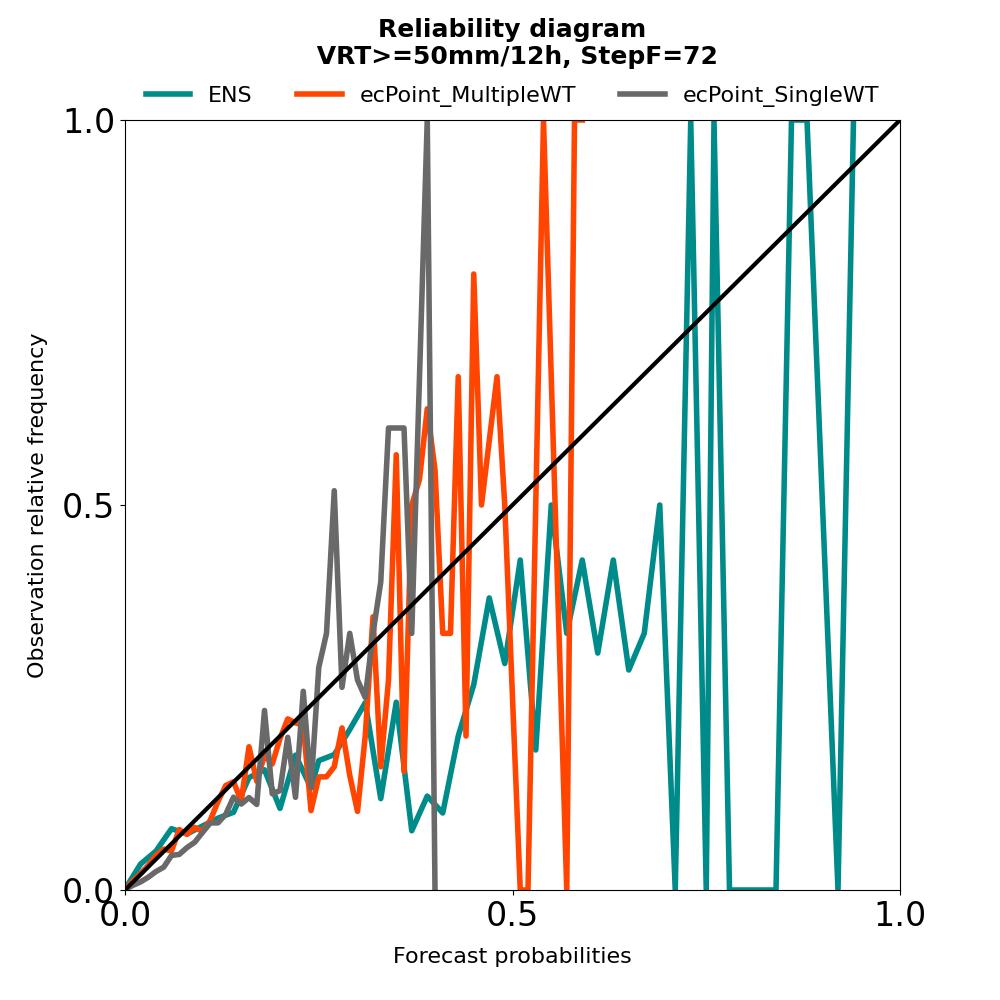 Reliability diagram
VRT>=50mm/12h, StepF=72
ENS ecPoint_MultipleWT ecPoint_SingleWT
1.0
0.5
0.0
Observation relative frequency
0.0 0.5 1.0
Forecast probabilities